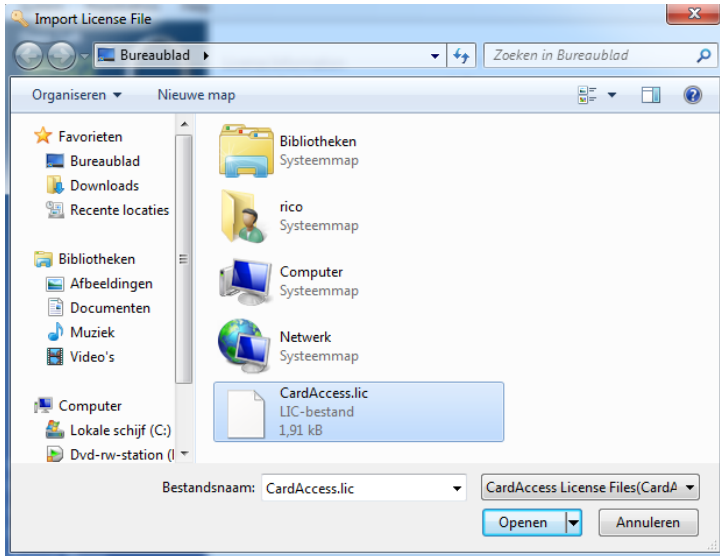 Import License File
Bureaublad
Zoeken in Bureaublad
Organiseren
Nieuwe map
Favorieten
Bureaublad
Downloads
Recente locaties
Bibliotheken
Afbeeldingen
Documenten
Muziek
Video's
Computer
Lokale schijf (C:)
Dvd-rw-station (
Bibliotheken
Systeemmap
rico
Systeemmap
Computer
Systeemmap
Netwerk
Systeemmap
CardAccess.lic
LIC-bestand
1,91 kB
Bestandsnaam: CardAccess.lic
CardAccess License Files(CardA
Openen
Annuleren